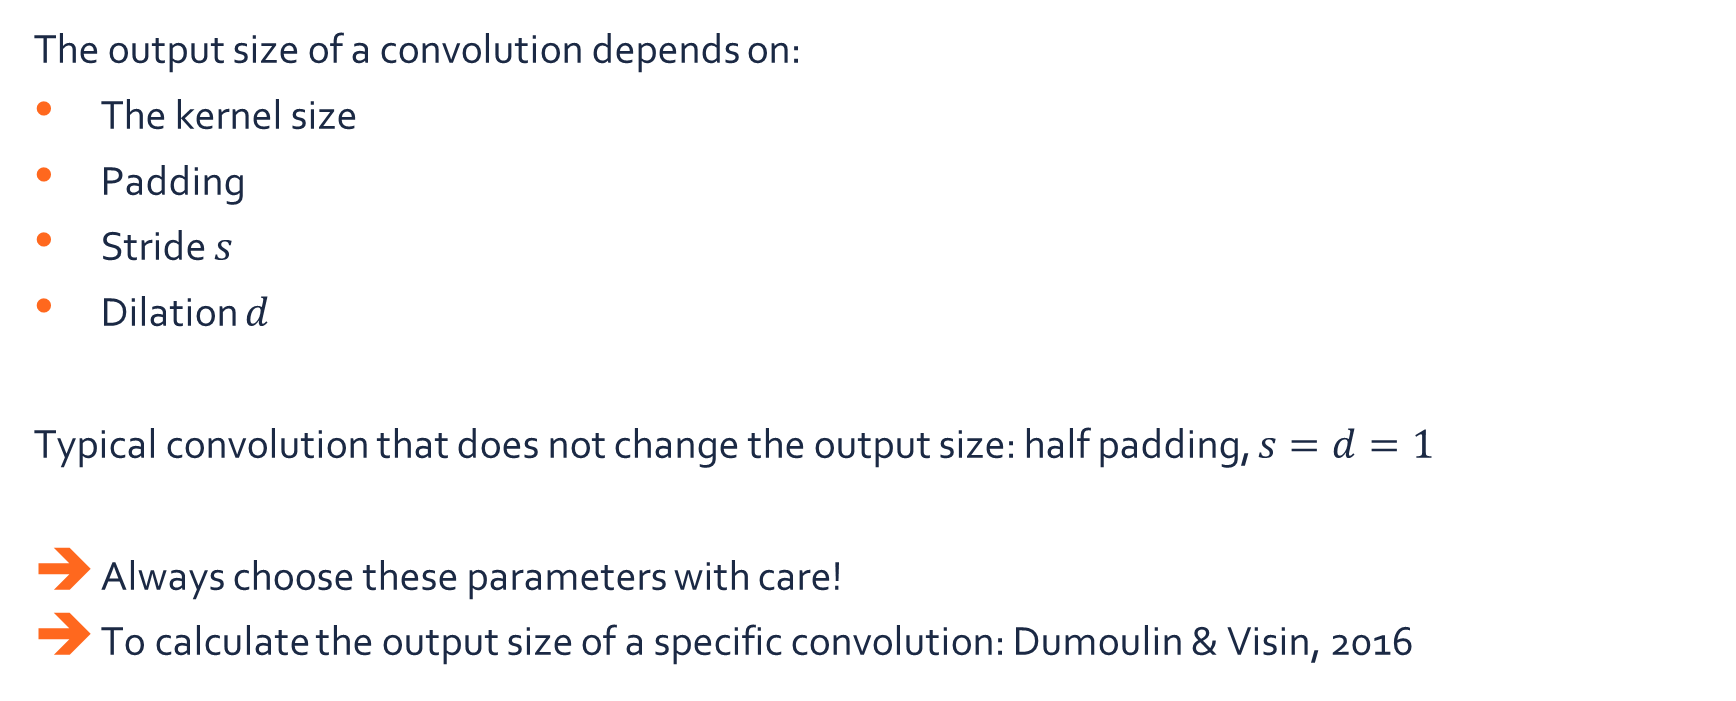 The output size of a convolution depends on:
• The kernel size
• Padding
• Stride s
• Dilation d
Typical convolution that does not change the output size: half padding, s = d = 1
➔ Always choose these parameters with care!
➔ To calculate the output size of a specific convolution: Dumoulin & Visin, 2016